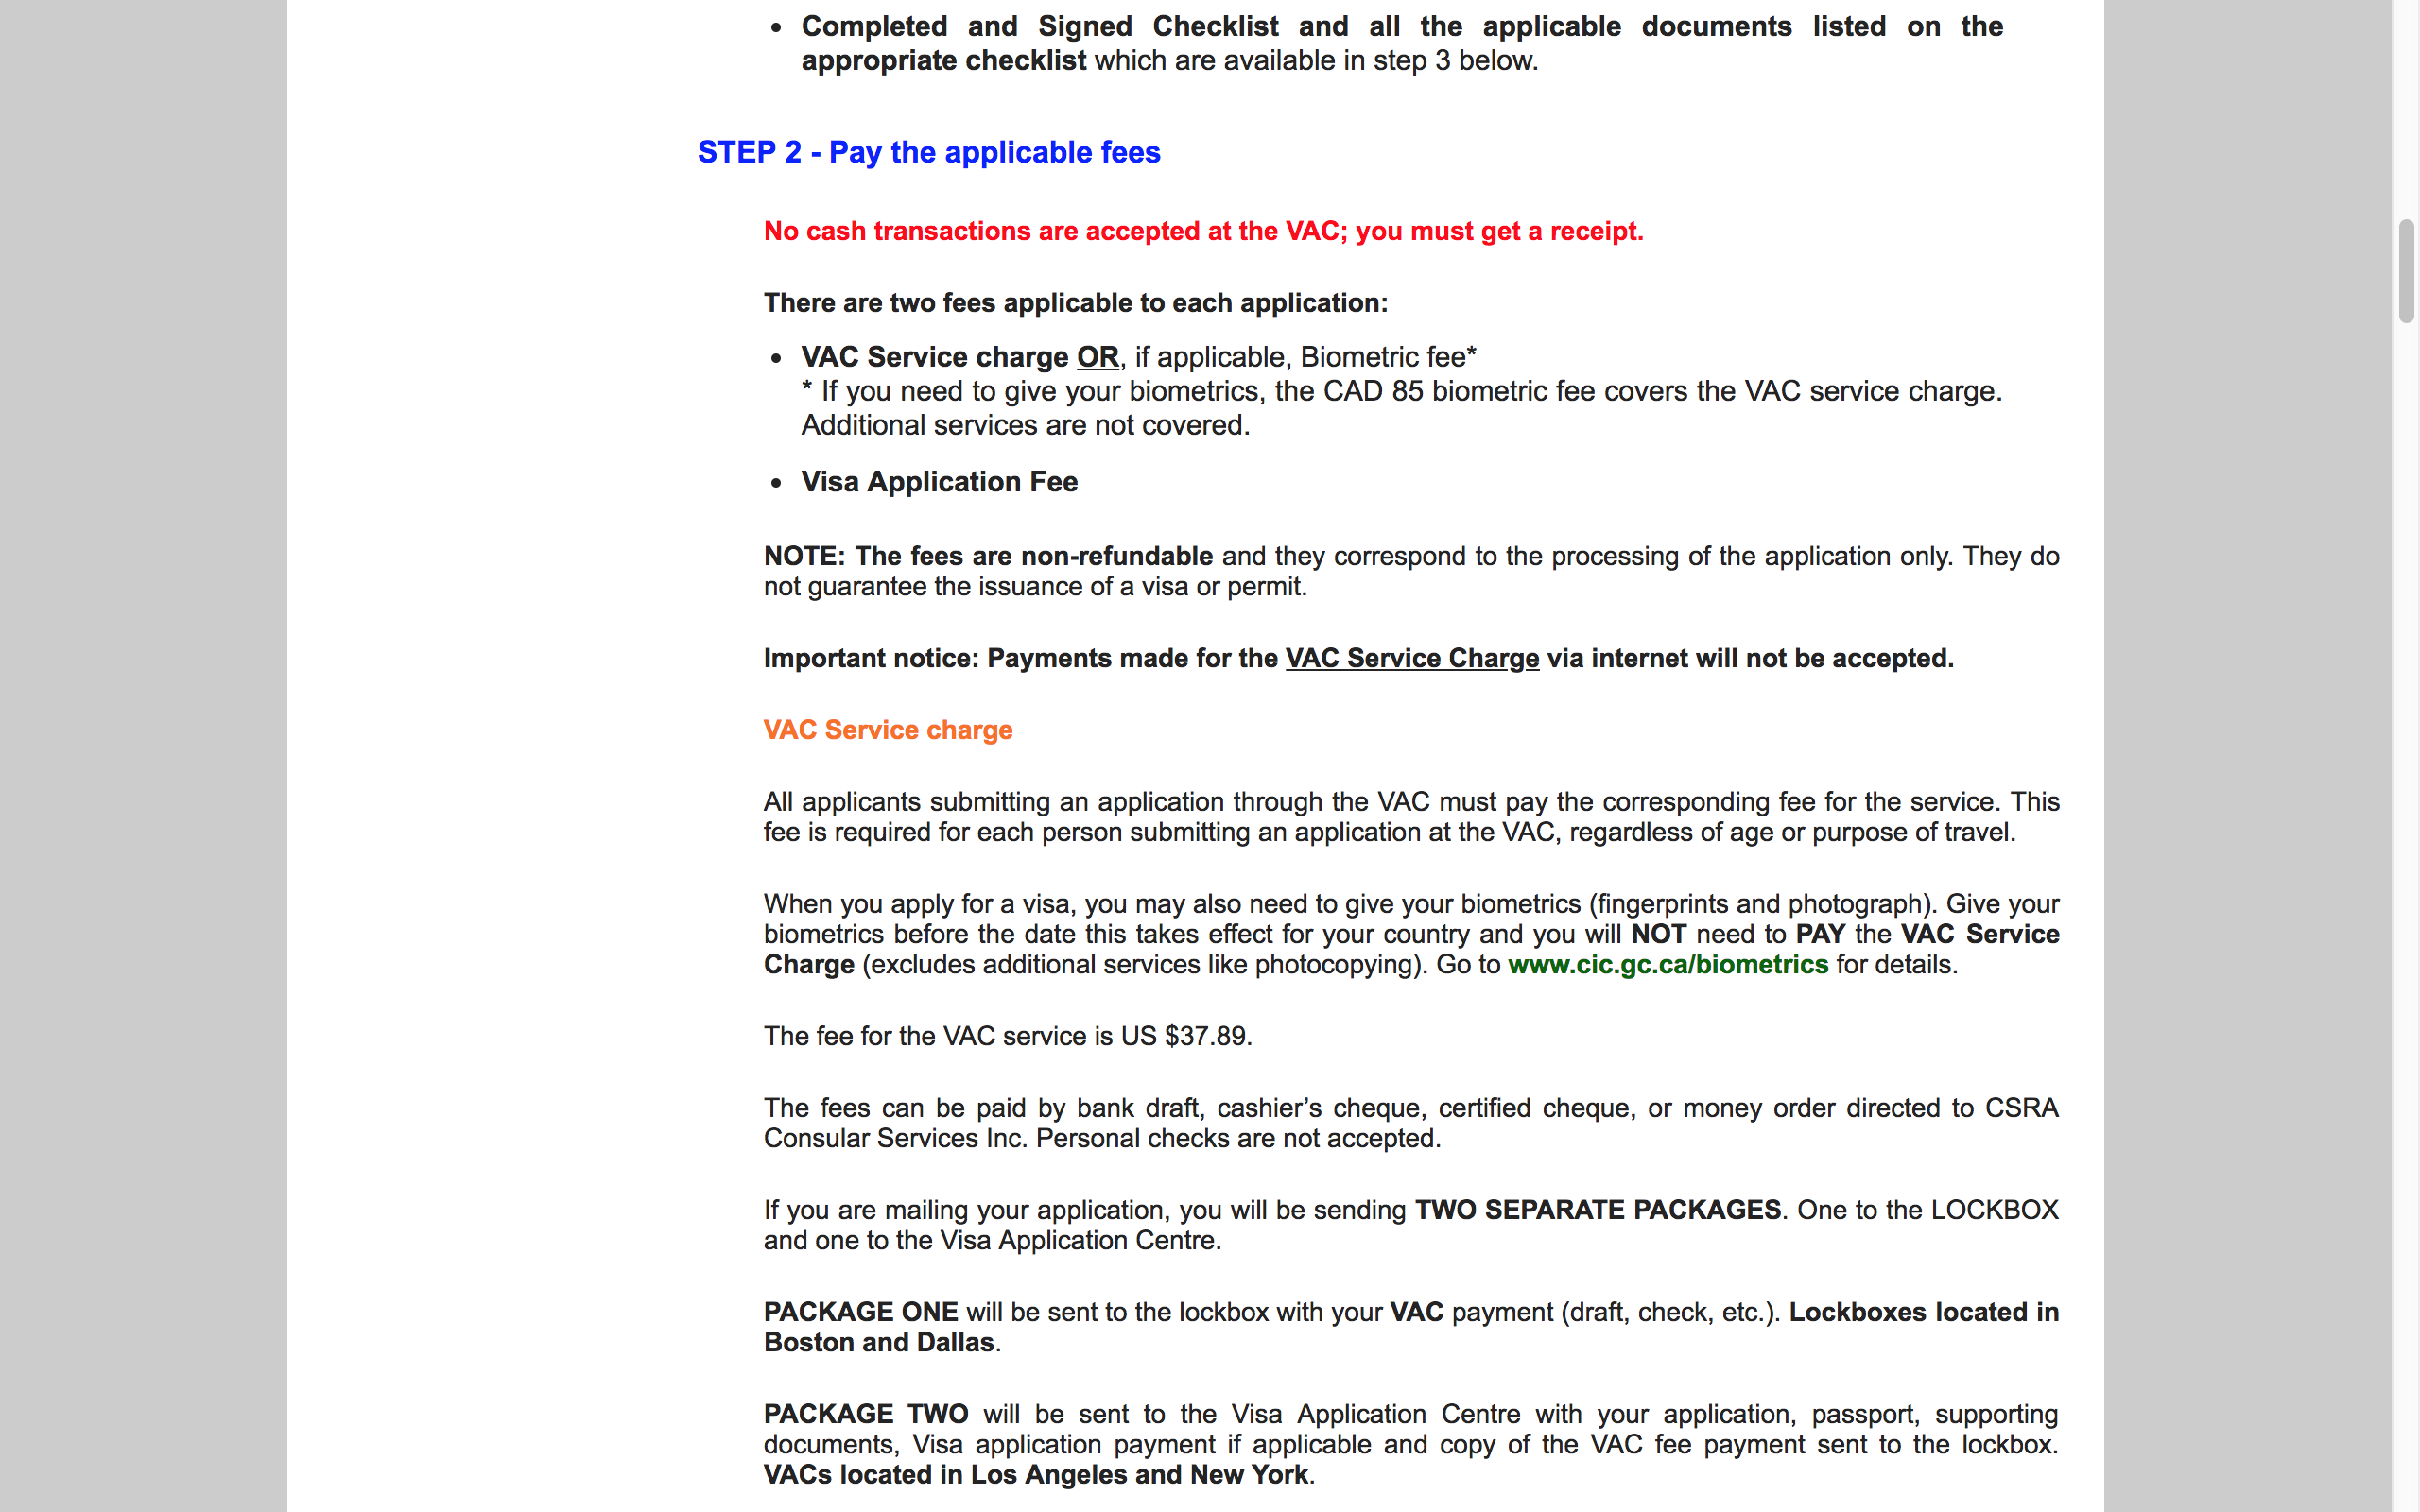 • Completed and Signed Checklist and all the applicable documents listed on the
appropriate checklist which are available in step 3 below.
STEP 2 - Pay the applicable fees
No cash transactions are accepted at the VAC; you must get a receipt.
There are two fees applicable to each application:
• VAC Service charge OR, if applicable, Biometric fee*
* If you need to give your biometrics, the CAD 85 biometric fee covers the VAC service charge.
Additional services are not covered.
• Visa Application Fee
NOTE: The fees are non-refundable and they correspond to the processing of the application only. They do
not guarantee the issuance of a visa or permit.
Important notice: Payments made for the VAC Service Charge via internet will not be accepted.
VAC Service charge
All applicants submitting an application through the VAC must pay the corresponding fee for the service. This
fee is required for each person submitting an application at the VAC, regardless of age or purpose of travel.
When you apply for a visa, you may also need to give your biometrics (fingerprints and photograph). Give your
biometrics before the date this takes effect for your country and you will NOT need to PAY the VAC Service
Charge (excludes additional services like photocopying). Go to www.cic.gc.ca/biometrics for details.
The fee for the VAC service is US $37.89.
The fees can be paid by bank draft, cashier’s cheque, certified cheque, or money order directed to CSRA
Consular Services Inc. Personal checks are not accepted.
If you are mailing your application, you will be sending TWO SEPARATE PACKAGES. One to the LOCKBOX
and one to the Visa Application Centre.
PACKAGE ONE will be sent to the lockbox with your VAC payment (draft, check, etc.). Lockboxes located in
Boston and Dallas.
PACKAGE TWO will be sent to the Visa Application Centre with your application, passport, supporting
documents, Visa application payment if applicable and copy of the VAC fee payment sent to the lockbox.
VACs located in Los Angeles and New York.